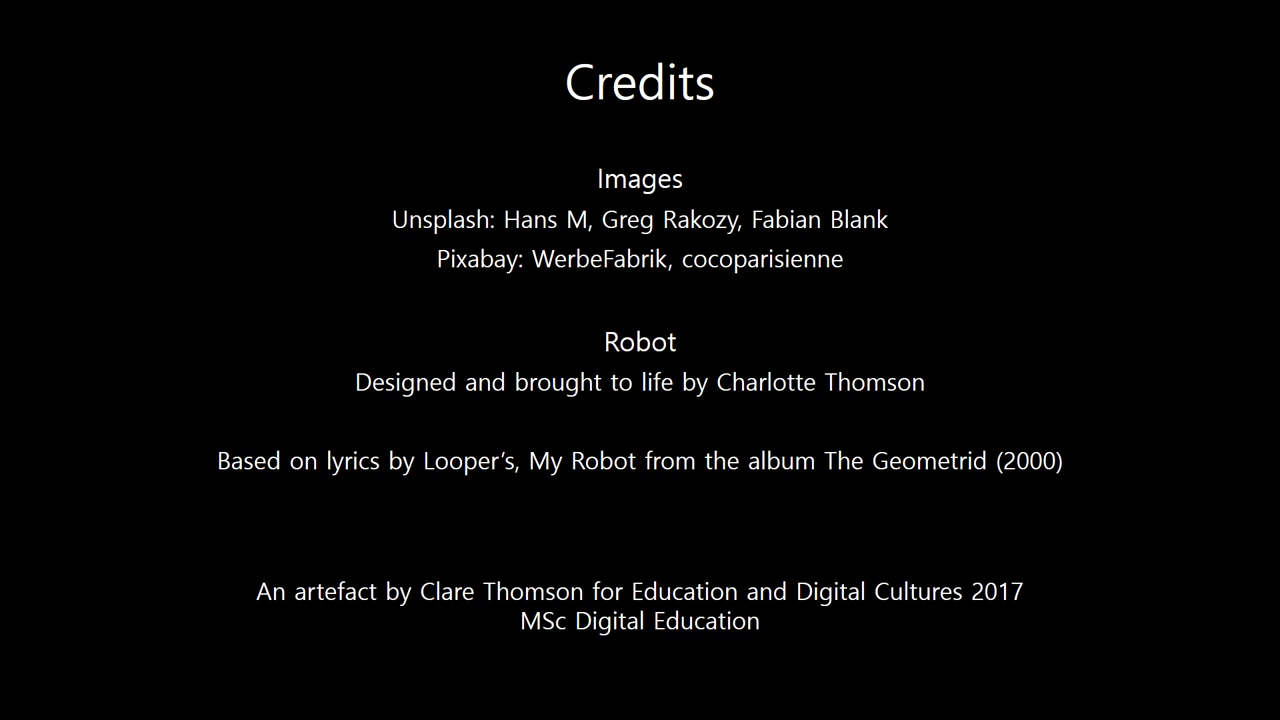 Credits
Images
Unsplash: Hans M, Greg Rakozy, Fabian Blank
Pixabay: WerbeFabrik, cocoparisienne
Robot
Designed and brought to life by Charlotte Thomson
Based on lyrics by Looper’s, My Robot from the album The Geometrid (2000)
An artefact by Clare Thomson for Education and Digital Cultures 2017
MSc Digital Education